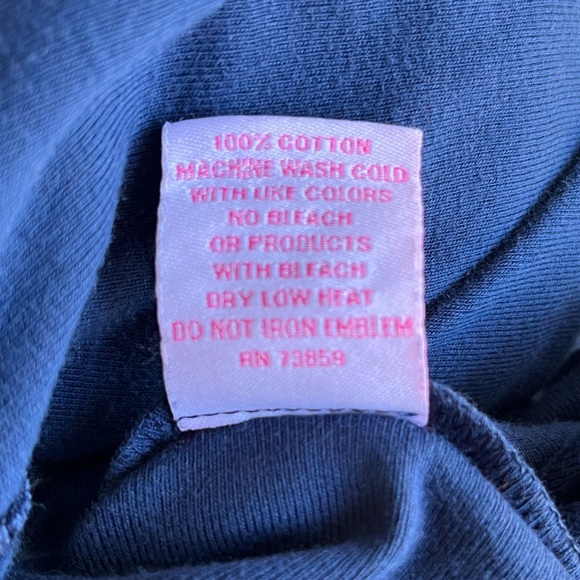 100% COTTON
MACHINE WASH COLD
WITH LIKE COLORS
NO BLEACH
OR PRODUCTS
WITH BLEACH
DRY LOW HEAT
DO NOT IRON EMBLEM
RN 73859